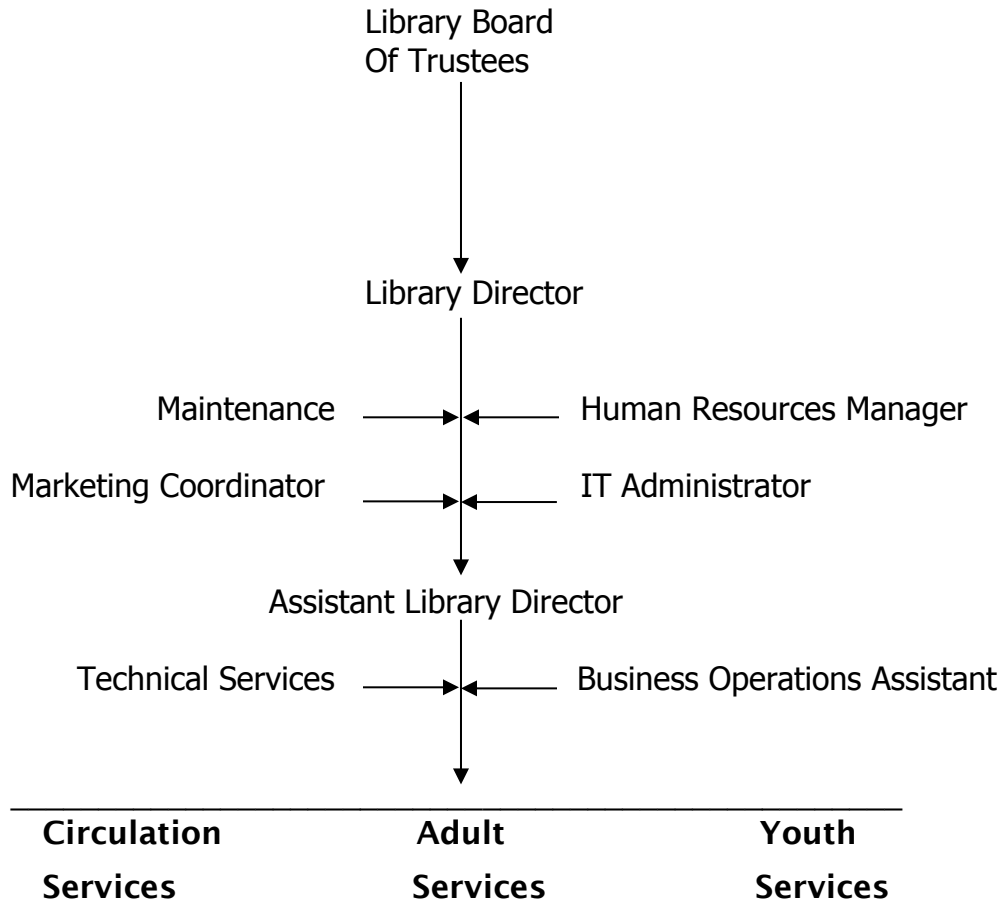 Library Board
Of Trustees
Library Director
Maintenance Human Resources Manager
Marketing Coordinator IT Administrator
Assistant Library Director
Technical Services Business Operations Assistant
Circulation Adult Youth
Services Services Services